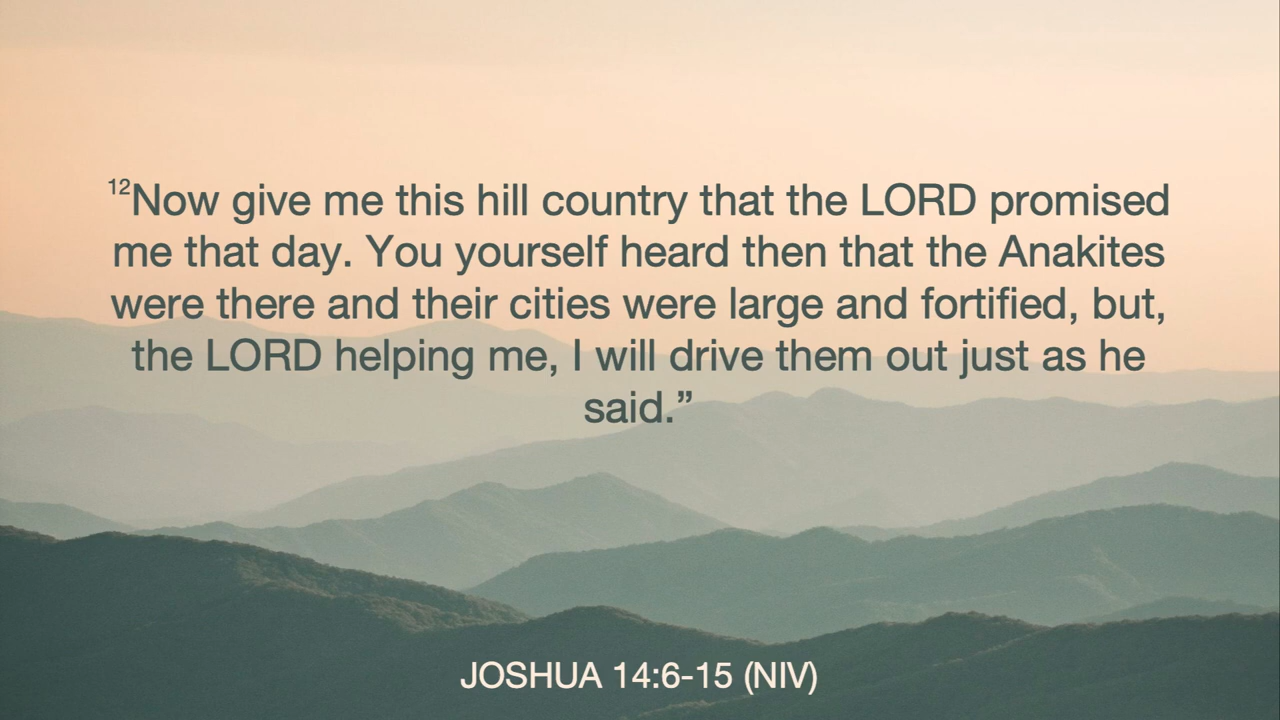 ¹²Now give me this hill country that the LORD promised
me that day. You yourself heard then that the Anakites
were there and their cities were large and fortified, but,
the LORD helping me, I will drive them out just as he
said.”
JOSHUA 14:6-15 (NIV)